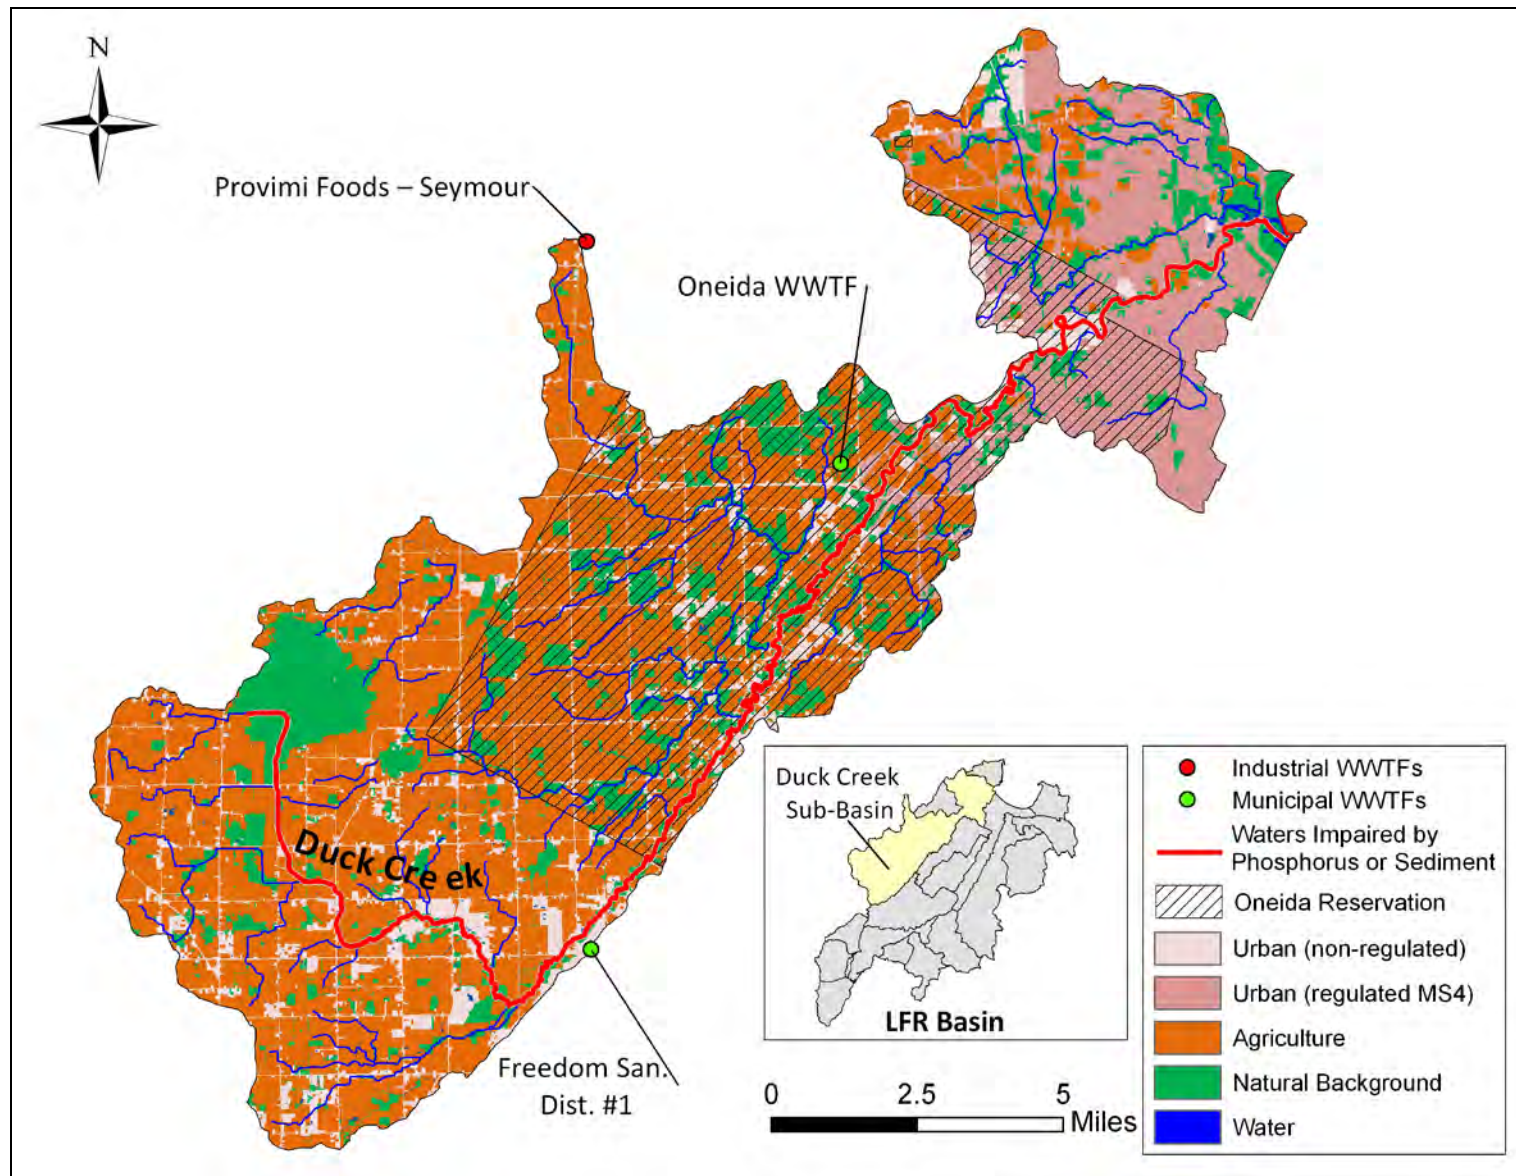 N
Provimi Foods – Seymour
Oneida WWTF
Duck Creek
Freedom San.
Dist. #1
Duck Creek
Sub-Basin
LFR Basin
0 2.5 5
Miles
Industrial WWTFs
Municipal WWTFs
Waters Impaired by
Phosphorus or Sediment
Oneida Reservation
Urban (non-regulated)
Urban (regulated MS4)
Agriculture
Natural Background
Water